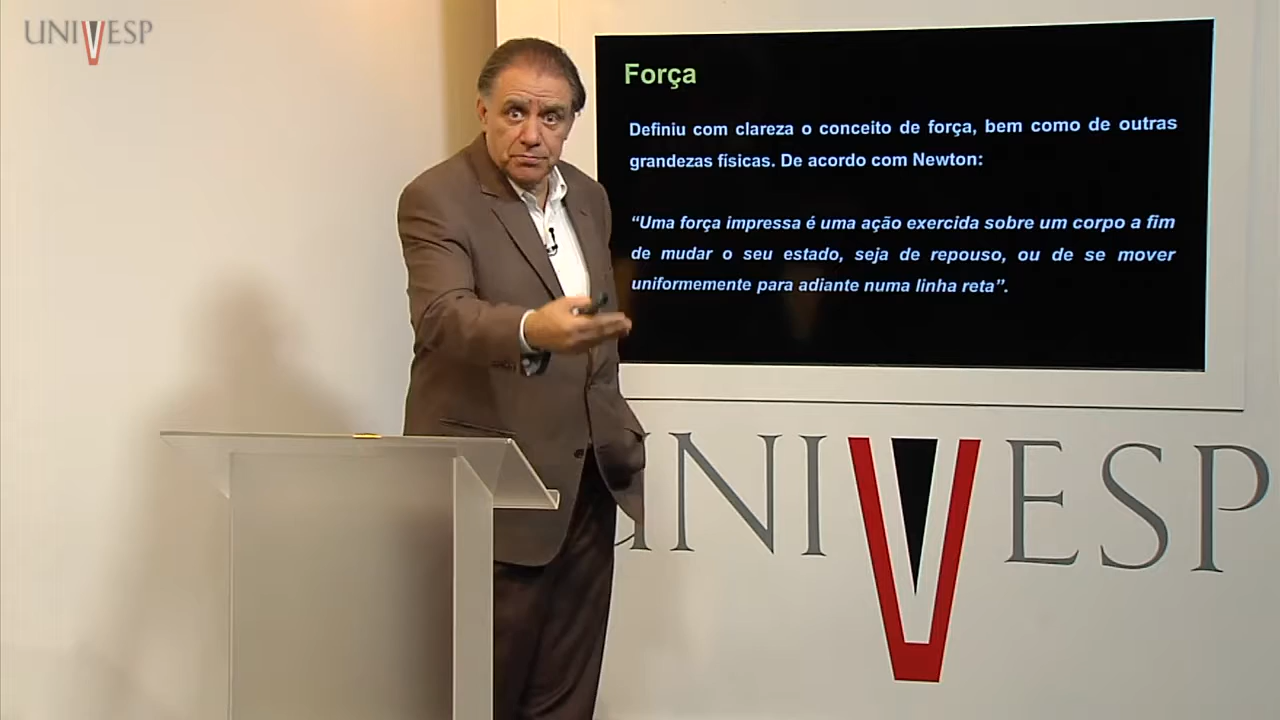 UNIVESP
Força
Definiu com clareza o conceito de força, bem como de outras
grandezas físicas. De acordo com Newton:
“Uma força impressa é uma ação exercida sobre um corpo a fim
de mudar o seu estado, seja de repouso, ou de se mover
uniformemente para adiante numa linha reta”.
UNIVESP